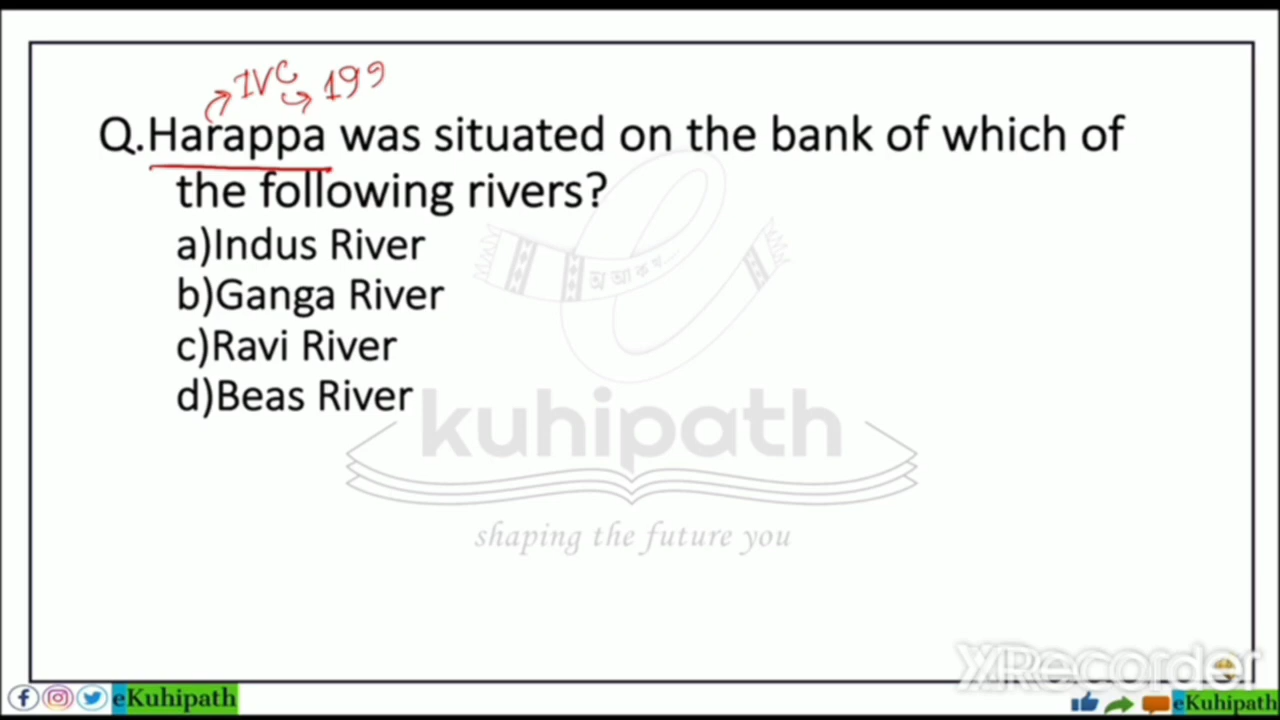 IVC 199
Q.Harappa was situated on the bank of which of
the following rivers?
a)Indus River
b)Ganga River
c)Ravi River
d)Beas River
kuhipath
shaping the future you
XRecorder
eKuhipath
eKuhipath